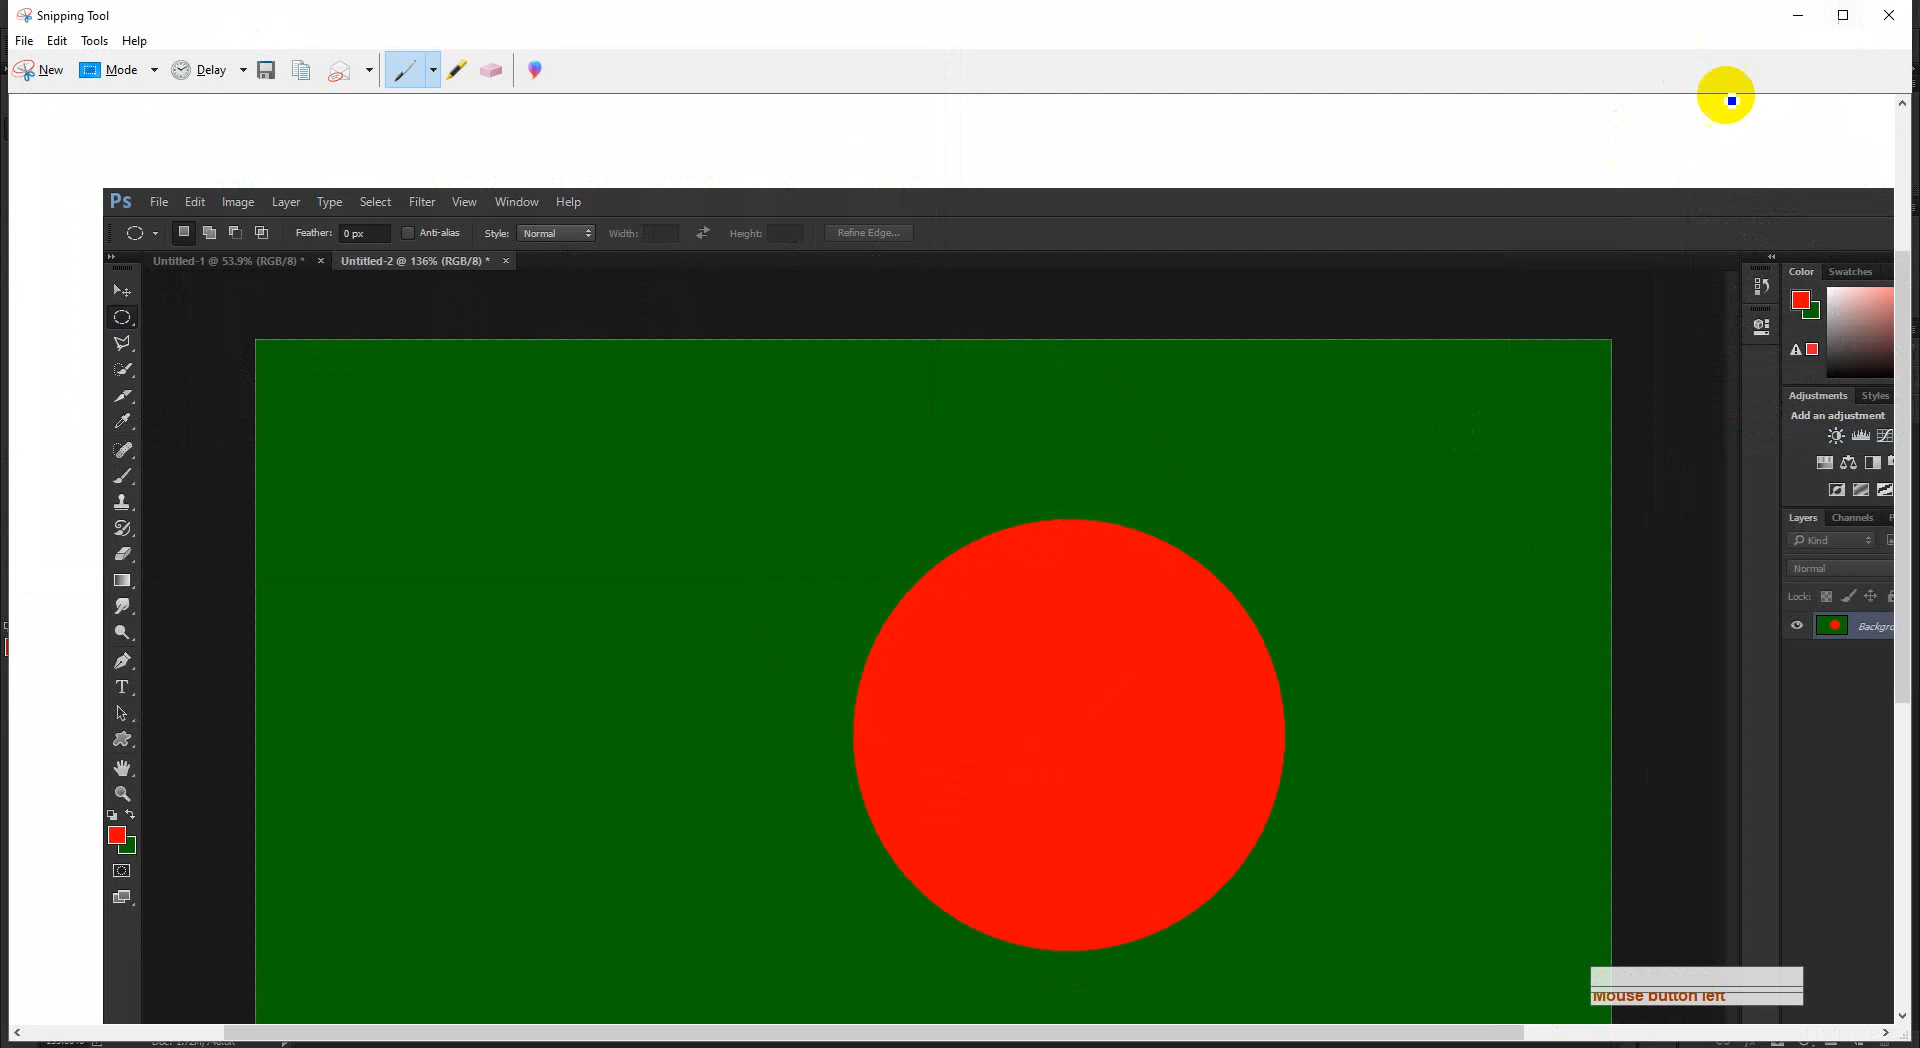 Snipping Tool
File Edit Tools Help
New Mode Delay
Ps File Edit Image Layer Type Select Filter View Window Help
Feather: 0 px Anti-alias Style: Normal Width: Height: Refine Edge...
Untitled-1 @ 53.9% (RGB/8) * × Untitled-2 @ 136% (RGB/8) * ×
Color Swatches
Adjustments Styles
Add an adjustment
Layers Channels
Kind
Normal
Lock:
Backgro
T
Mouse button left